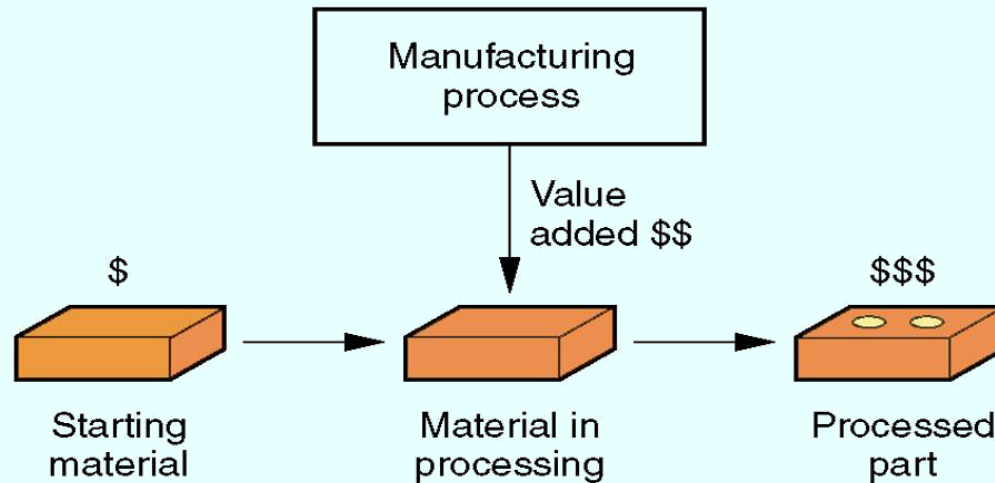 Manufacturing
process
Value
added $$
$
$$$
Starting
material
Material in
processing
Processed
part